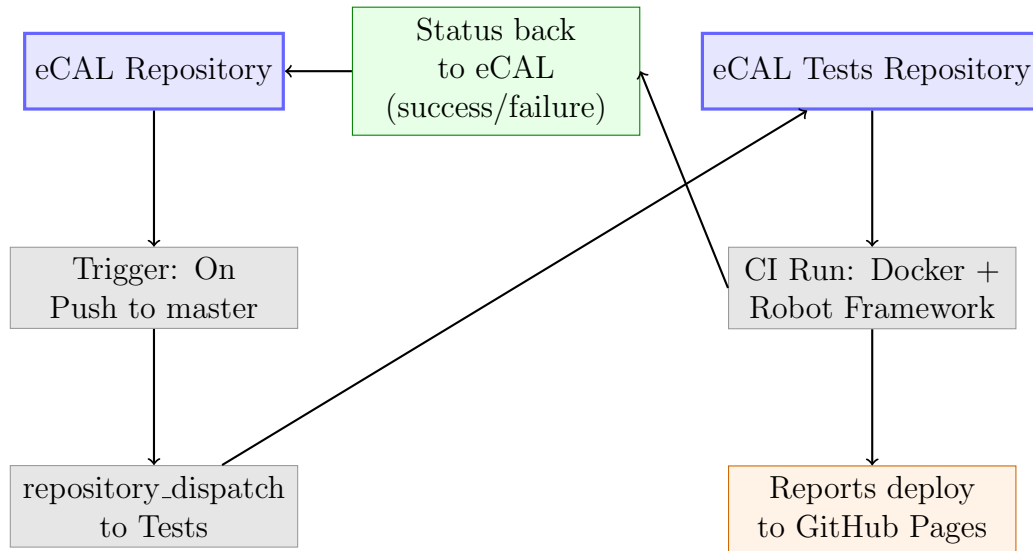 eCAL Repository
Status back
to eCAL
(success/failure)
eCAL Tests Repository
Trigger: On
Push to master
CI Run: Docker +
Robot Framework
repository_dispatch
to Tests
Reports deploy
to GitHub Pages